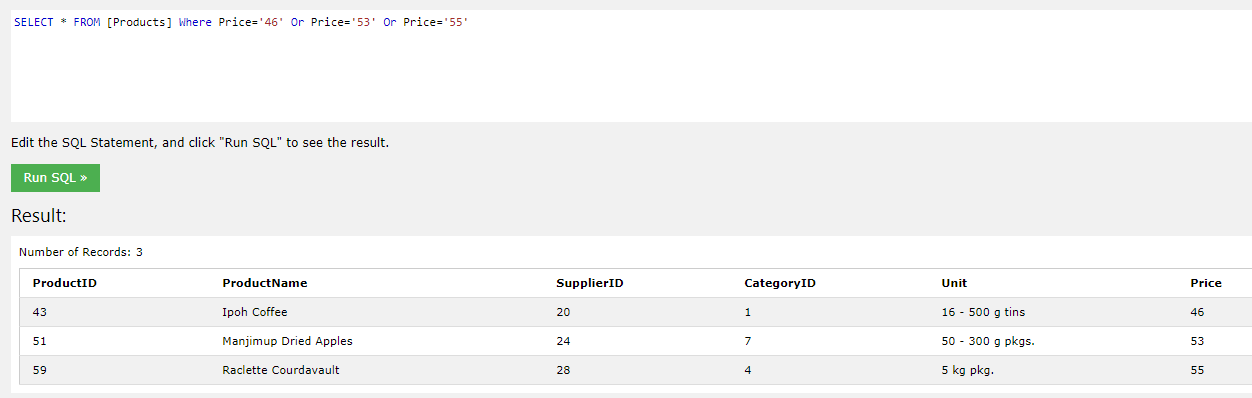 SELECT * FROM [Products] Where Price='46' Or Price='53' Or Price='55'
Edit the SQL Statement, and click "Run SQL" to see the result.
Run SQL »
Result:
Number of Records: 3
ProductID ProductName SupplierID CategoryID Unit Price
43 Ipoh Coffee 20 1 16 - 500 g tins 46
51 Manjimup Dried Apples 24 7 50 - 300 g pkgs. 53
59 Raclette Courdavault 28 4 5 kg pkg. 55